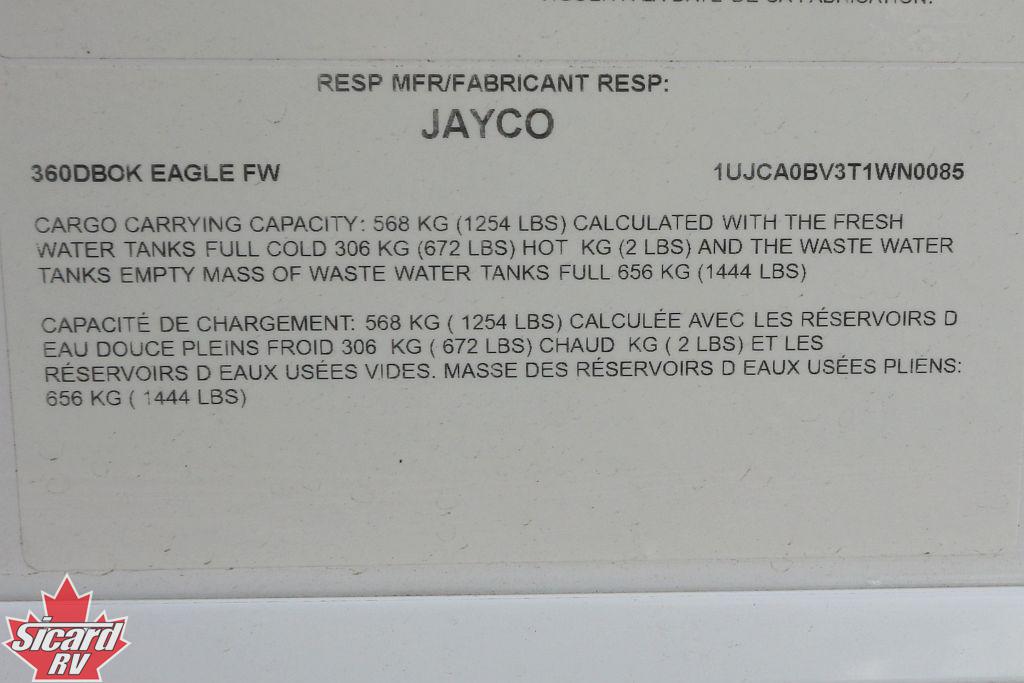 RESP MFR/FABRICANT RESP:
JAYCO
360DBOK EAGLE FW 1UJCA0BV3T1WN0085
CARGO CARRYING CAPACITY: 568 KG (1254 LBS) CALCULATED WITH THE FRESH
WATER TANKS FULL COLD 306 KG (672 LBS) HOT KG (2 LBS) AND THE WASTE WATER
TANKS EMPTY MASS OF WASTE WATER TANKS FULL 656 KG (1444 LBS)
CAPACITÉ DE CHARGEMENT: 568 KG ( 1254 LBS) CALCULÉE AVEC LES RÉSERVOIRS D
EAU DOUCE PLEINS FROID 306 KG ( 672 LBS) CHAUD KG ( 2 LBS) ET LES
RÉSERVOIRS D EAUX USÉES VIDES. MASSE DES RÉSERVOIRS D EAUX USÉES PLIENS:
656 KG ( 1444 LBS)
Sicard
RV